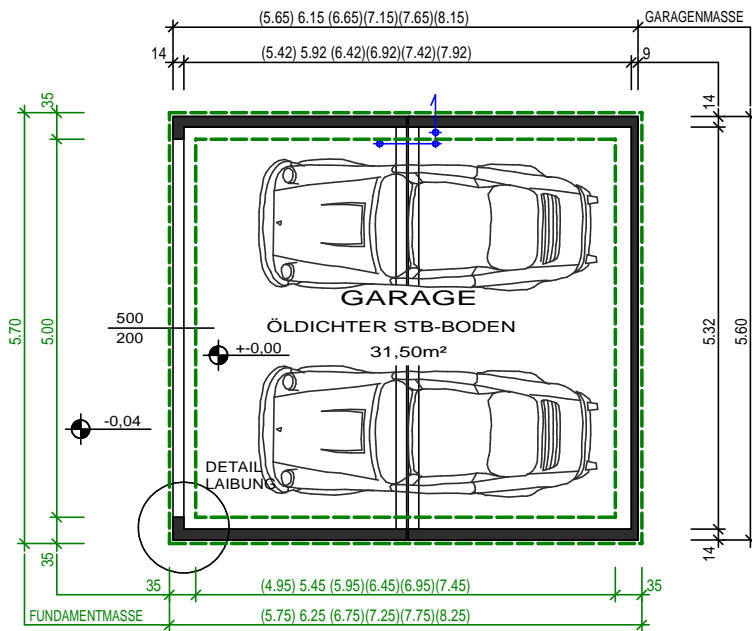 (5.65) 6.15 (6.65)(7.15)(7.65)(8.15)
GARAGENMASSE
14
(5.42) 5.92 (6.42)(6.92)(7.42)(7.92)
9
35
14
5.70
5.00
GARAGE
ÖLDICHTER STB-BODEN
31,50m²
500
200
+-0,00
5.32
5.60
-0,04
DETAIL
LAIBUNG
35
14
35
(4.95) 5.45 (5.95)(6.45)(6.95)(7.45)
35
FUNDAMENTMASSE
(5.75) 6.25 (6.75)(7.25)(7.75)(8.25)
1